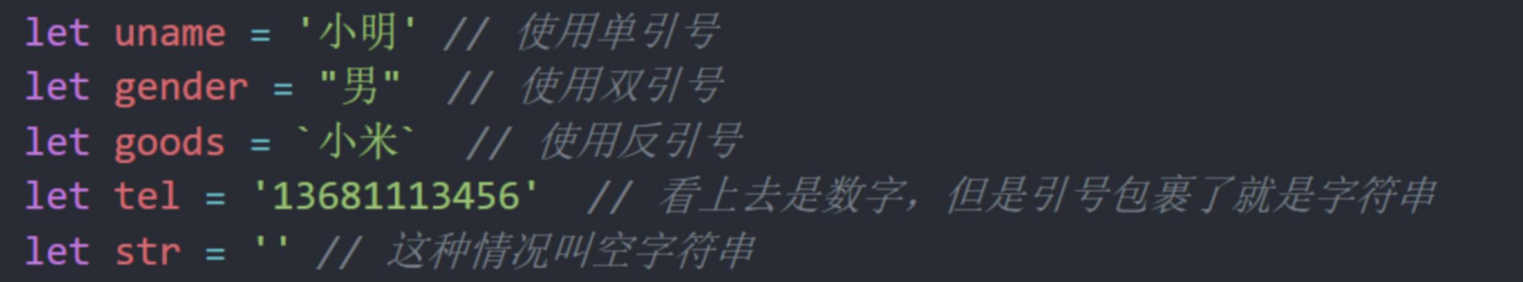 let uname = '小明' // 使用单引号
let gender = "男"  // 使用双引号
let goods = `小米`  // 使用反引号
let tel = '13681113456'  // 看上去是数字，但是引号包裹了就是字符串
let str = '' // 这种情况叫空字符串